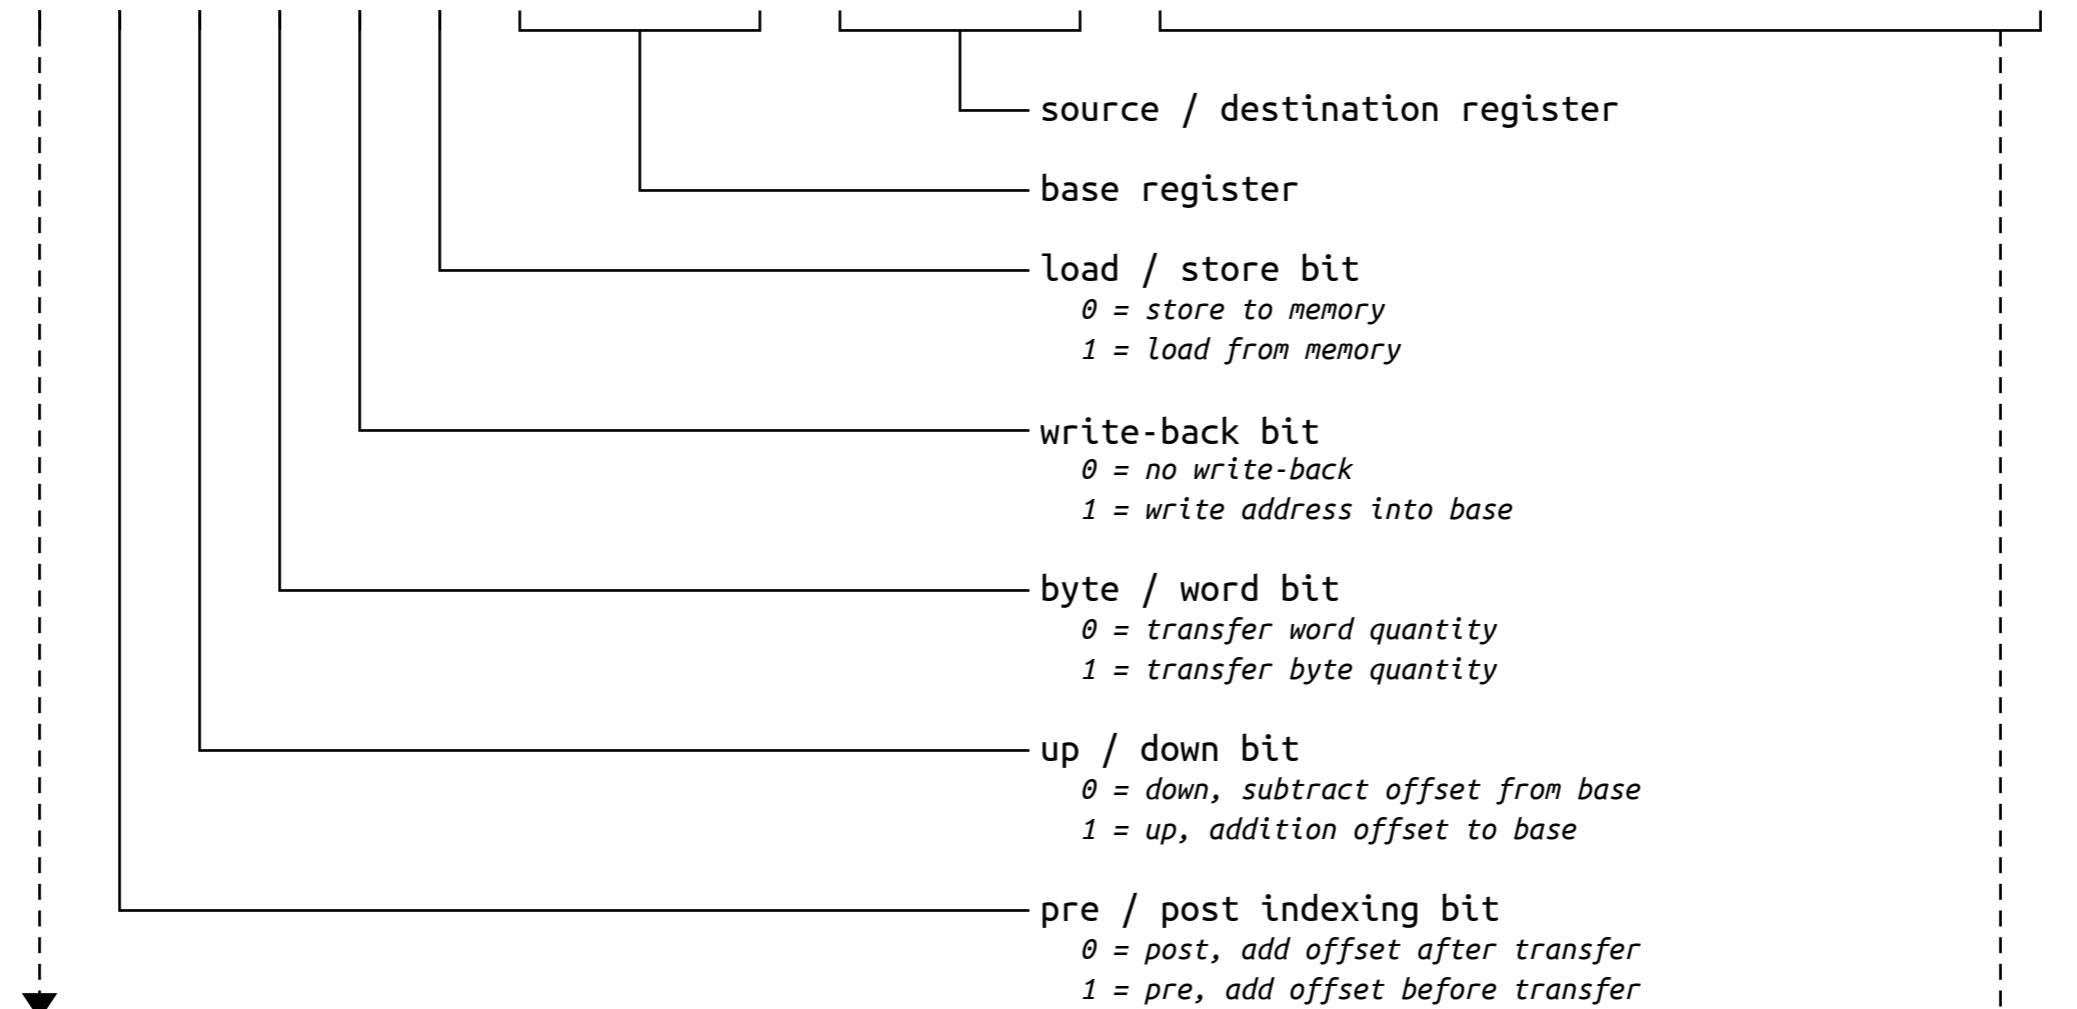 source / destination register
base register
load / store bit
0 = store to memory
1 = load from memory
write-back bit
0 = no write-back
1 = write address into base
byte / word bit
0 = transfer word quantity
1 = transfer byte quantity
up / down bit
0 = down, subtract offset from base
1 = up, addition offset to base
pre / post indexing bit
0 = post, add offset after transfer
1 = pre, add offset before transfer